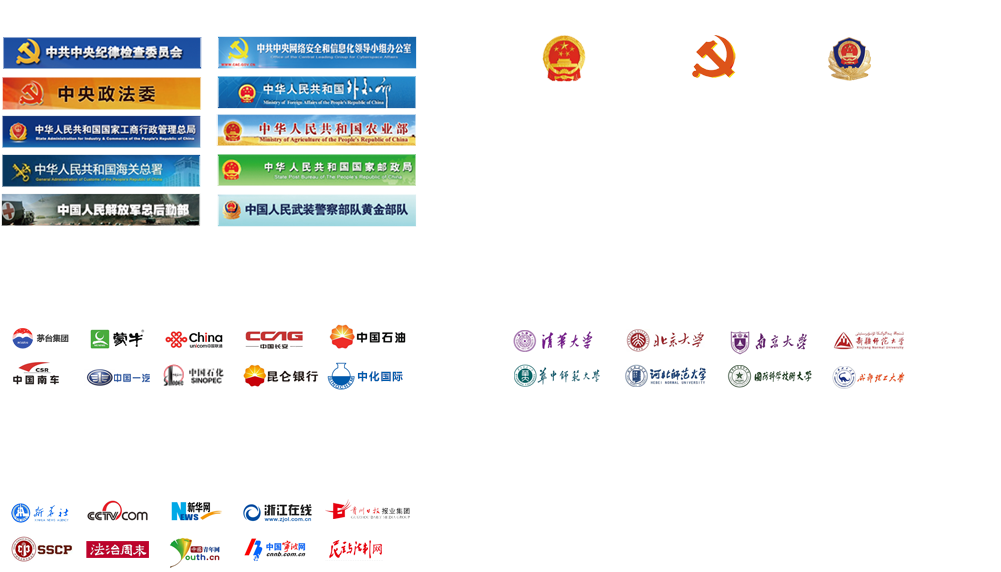 中共中央纪律检查委员会
中共中央网络安全和信息化领导小组办公室
Office of the Central Leading Group for Cyberspace Affairs
www.cac.gov.cn
中央政法委
中华人民共和国外交部
Ministry of Foreign Affairs of the People's Republic of China
中华人民共和国国家工商行政管理总局
State Administration for Industry & Commerce of the People's Republic of China
中华人民共和国农业部
Ministry of Agriculture of the People's Republic of China
中华人民共和国海关总署
General Administration of Customs of the People's Republic of China
中华人民共和国国家邮政局
State Post Bureau of The People's Republic of China
中国人民解放军总后勤部
中国人民武装警察部队黄金部队
茅台集团
蒙牛
China
unicom中国联通
CCAG
中国长安
中国石油
清华大学
北京大学
南京大学
新疆师范大学
Xinjiang Normal University
CSR
中国南车
中国一汽
中国石化
SINOPEC
昆仑银行
中化国际
SINOCHEM
华中师范大学
河北师范大学
HEBEI NORMAL UNIVERSITY
国防科学技术大学
成都理工大学
新华社
XINHUA NEWS AGENCY
CCTV.com
新华网
NEWS
浙江在线
www.zjol.com.cn
贵州日报报业集团
SSCP
法治周末
中国青年网
Youth.cn
中国宁波网
cnnb.com.cn
民主与法制网